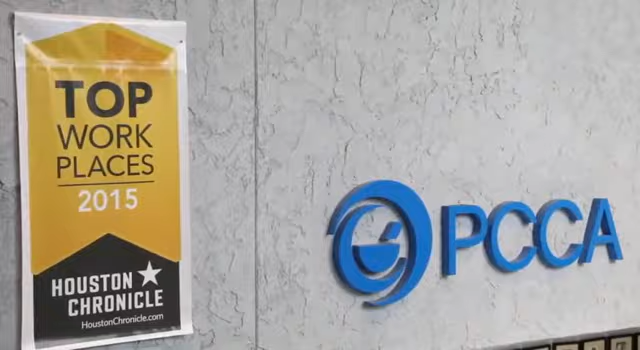 TOP
WORK
PLACES
2015
HOUSTON
CHRONICLE
HoustonChronicle.com
PCCA